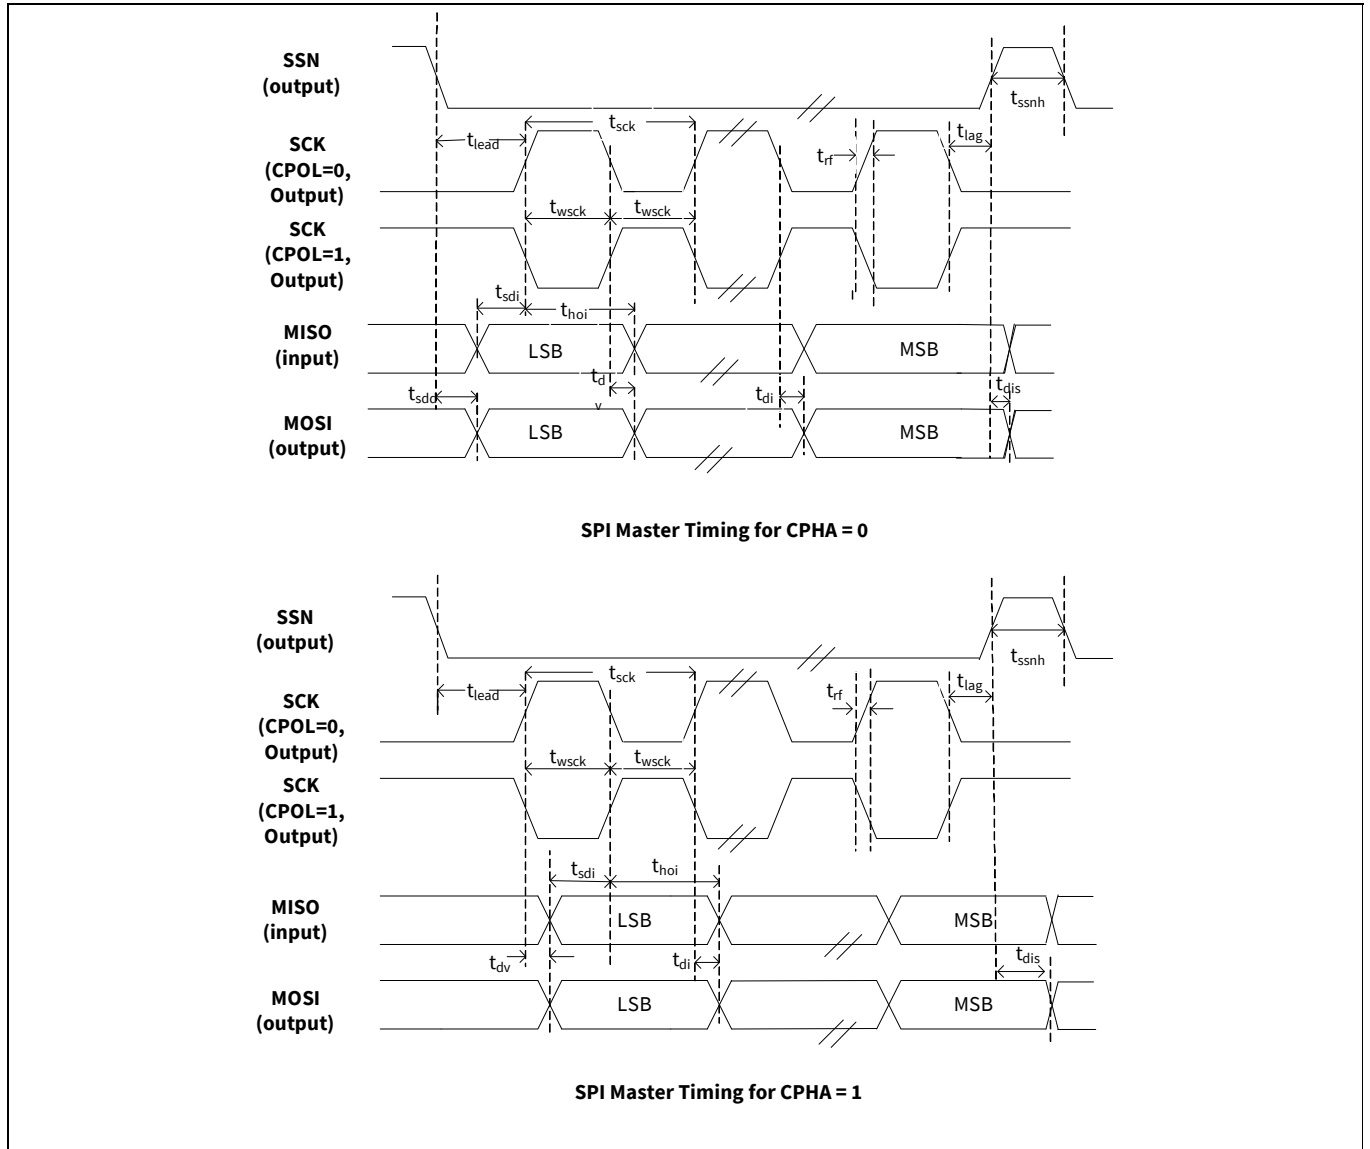 SSN
(output)
tssnh
tsck
tlead
tlag
SCK
(CPOL=0,
Output)
trf
twsck
twsck
SCK
(CPOL=1,
Output)
tsdi
thoi
MISO
(input)
LSB
MSB
td
v
tsdo
tdi
tdis
MOSI
(output)
LSB
MSB
SPI Master Timing for CPHA = 0
SSN
(output)
tssnh
tsck
tlead
trf
tlag
SCK
(CPOL=0,
Output)
twsck
twsck
SCK
(CPOL=1,
Output)
tsdi
thoi
MISO
(input)
LSB
MSB
tdv
tdi
tdis
MOSI
(output)
LSB
MSB
SPI Master Timing for CPHA = 1